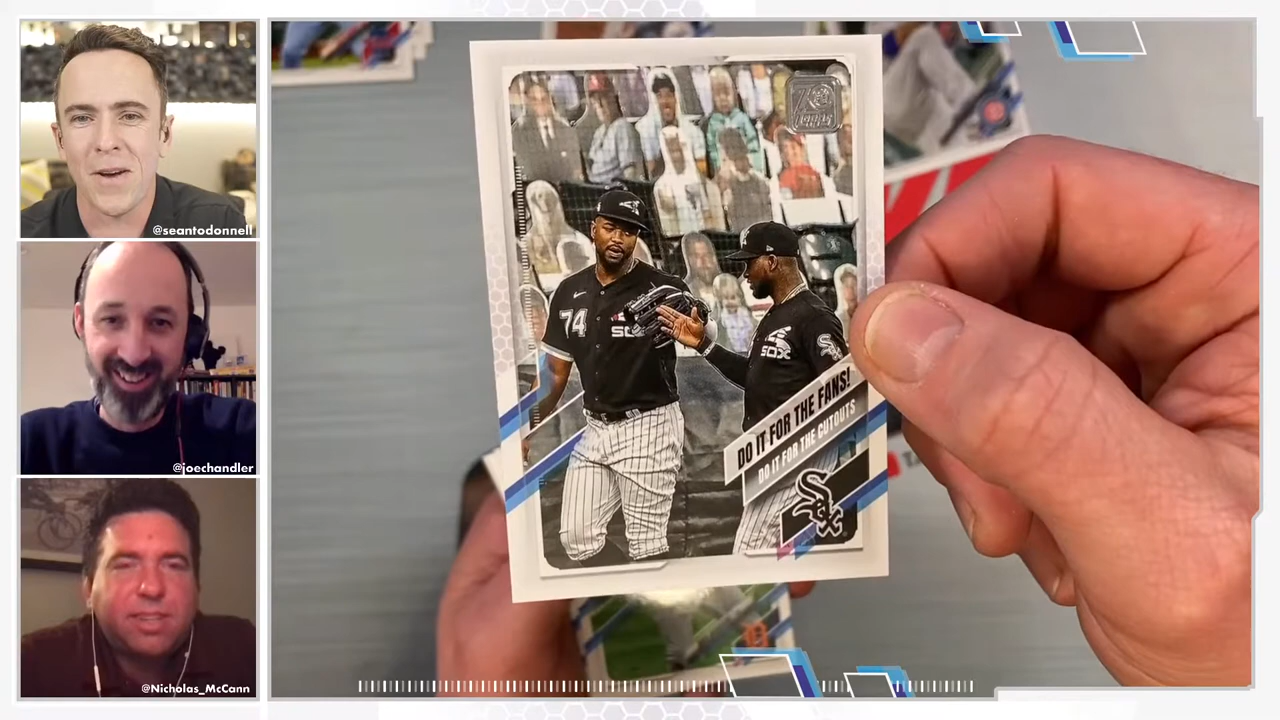 @seantodonnell
@joechandler
@Nicholas_McCann
74
SOX
DO IT FOR THE FANS!
DO IT FOR THE CUTOUTS
Sox